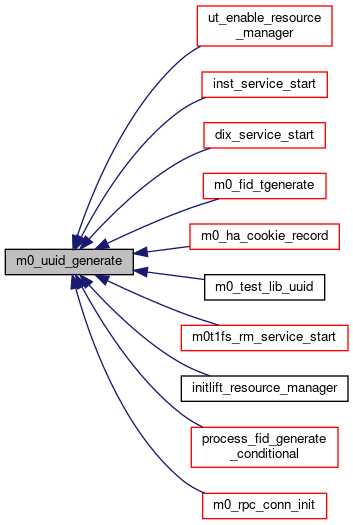 ut_enable_resource
_manager
inst_service_start
dix_service_start
m0_fid_tgenerate
m0_ha_cookie_record
m0_uuid_generate
m0_test_lib_uuid
m0t1fs_rm_service_start
initlift_resource_manager
process_fid_generate
_conditional
m0_rpc_conn_init